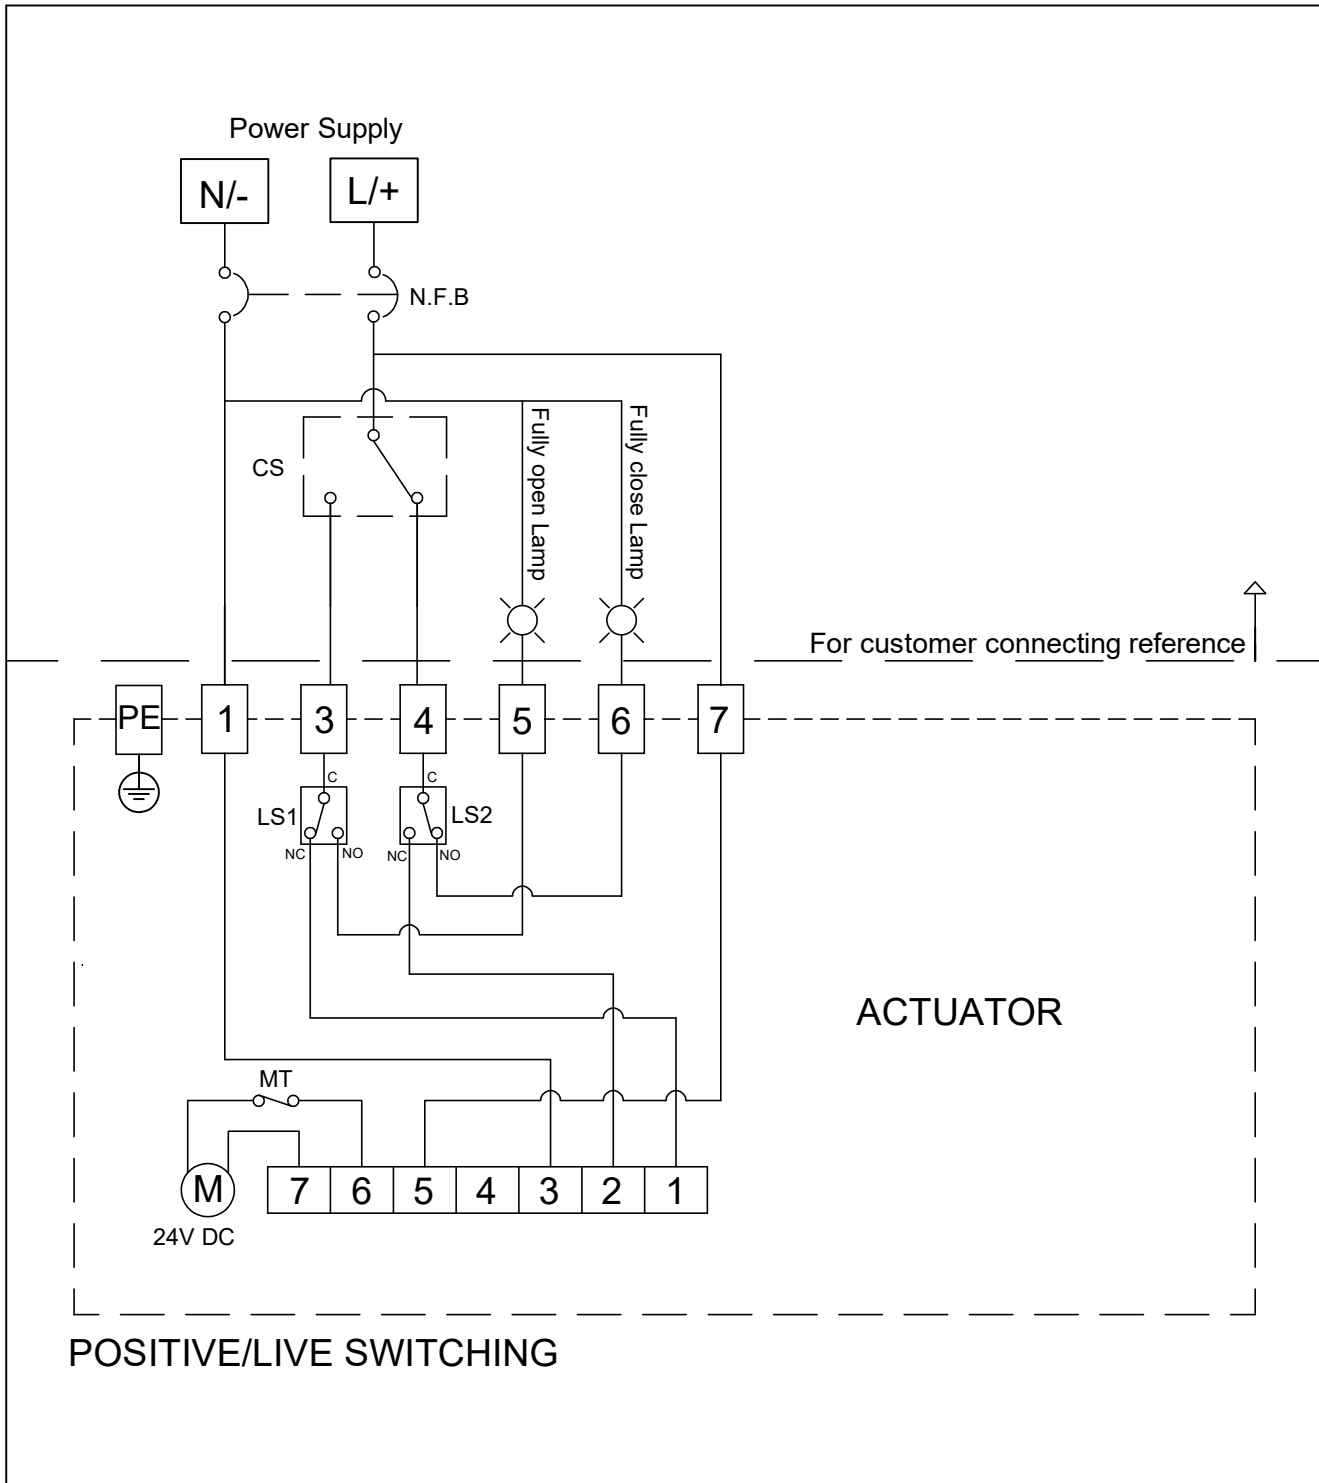 Power Supply
N/-
L/+
N.F.B
CS
Fully open Lamp
Fully close Lamp
For customer connecting reference
PE
1
3
4
5
6
7
C
C
LS1
LS2
NC
NO
NC
NO
ACTUATOR
MT
M
7
6
5
4
3
2
1
24V DC
POSITIVE/LIVE SWITCHING